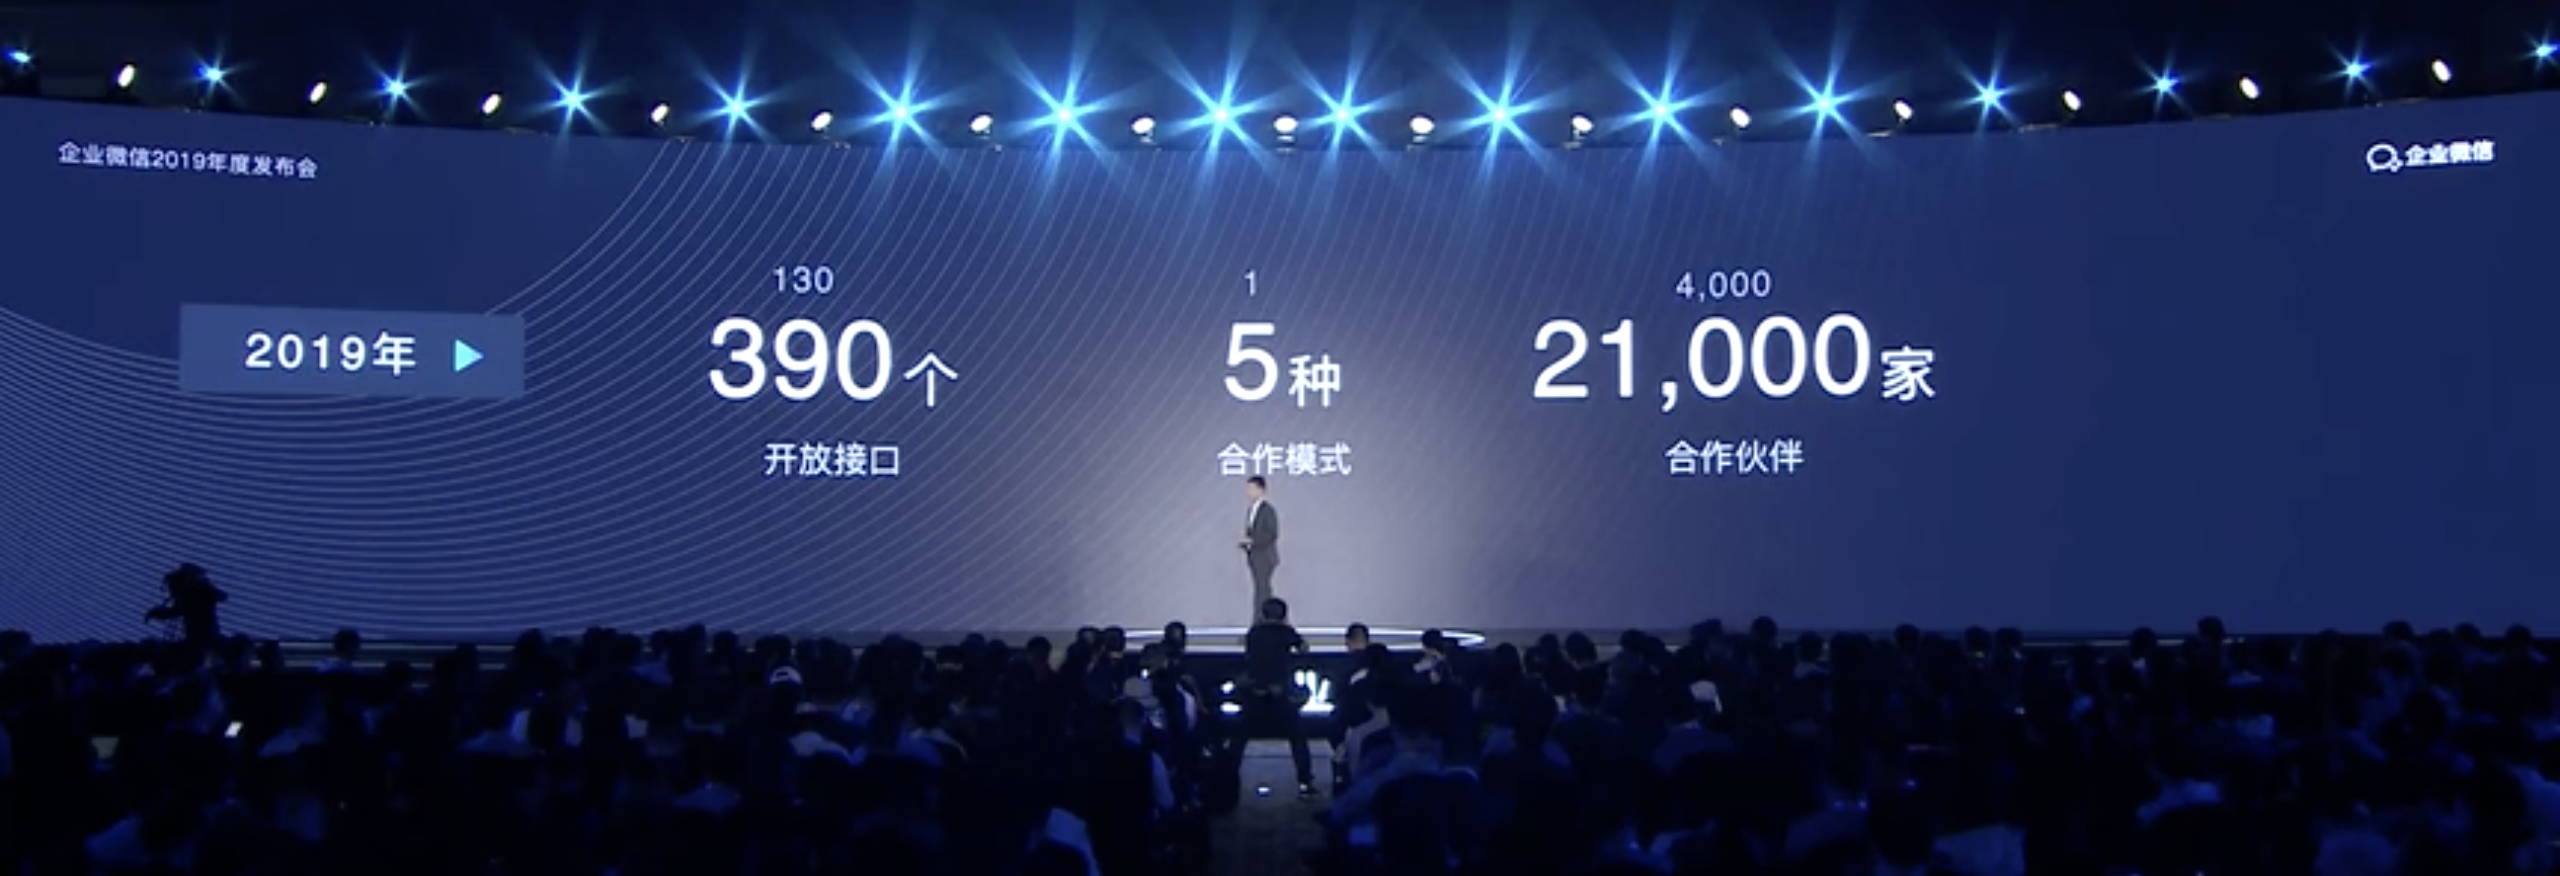 企业微信2019年度发布会
企业微信
2019年
130
390个
开放接口
1
5种
合作模式
4,000
21,000家
合作伙伴